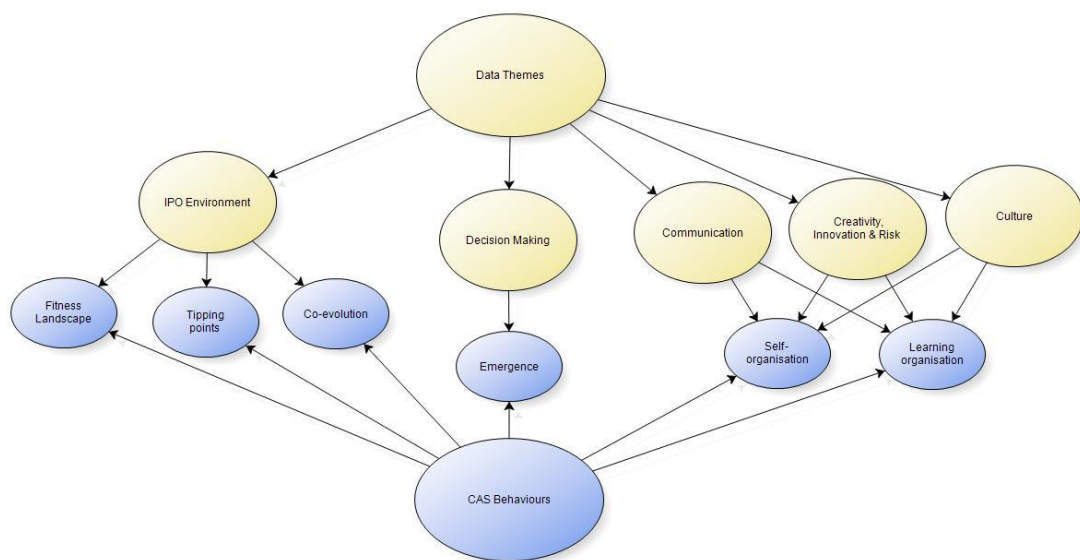 Data Themes
IPO Environment
Decision Making
Communication
Creativity,
Innovation & Risk
Culture
Fitness
Landscape
Tipping
points
Co-evolution
Emergence
Self-
organisation
Learning
organisation
CAS Behaviours